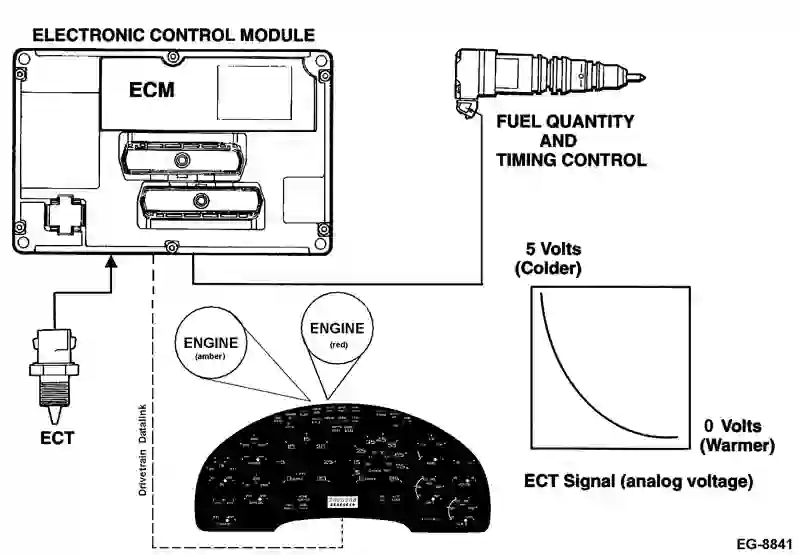 ELECTRONIC CONTROL MODULE
ECM
FUEL QUANTITY
AND
TIMING CONTROL
5 Volts
(Colder)
ENGINE
(amber)
ENGINE
(red)
0 Volts
(Warmer)
ECT
Drivetrain Datalink
ECT Signal (analog voltage)
EG-8841